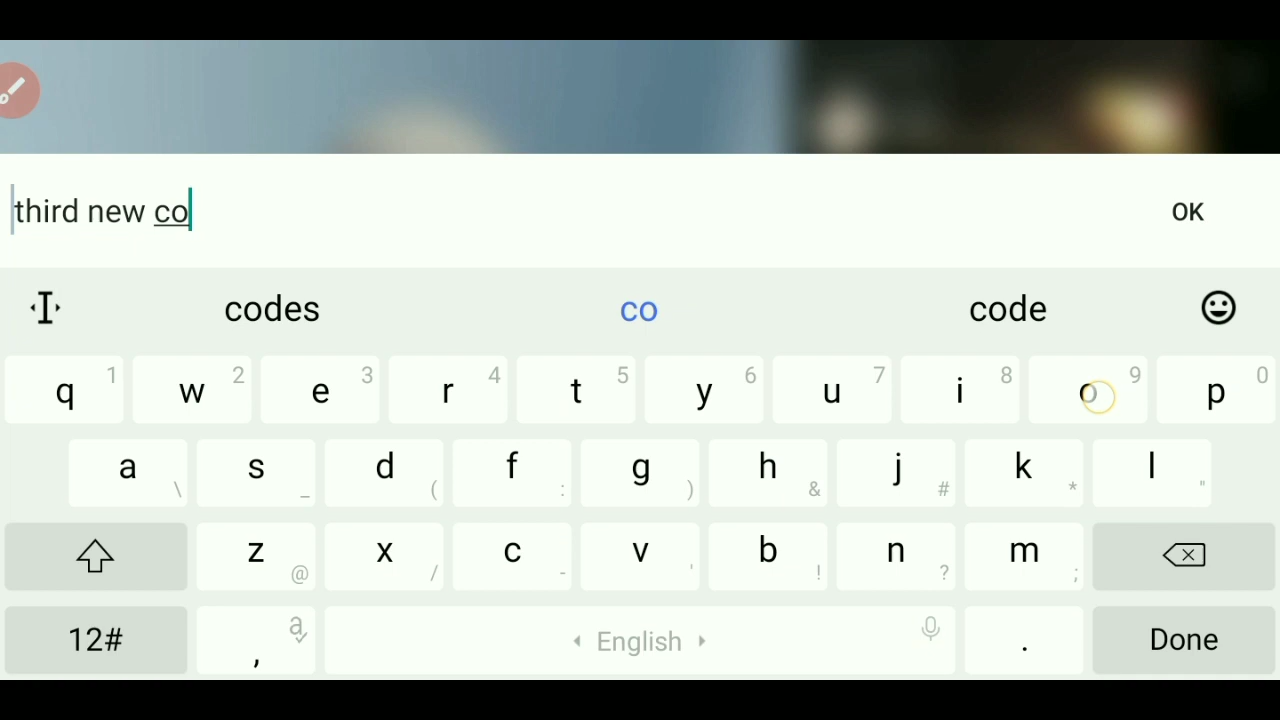 third new co
OK
codes co code
q 1 w 2 e 3 r 4 t 5 y 6 u 7 i 8 o 9 p 0
a \ s _ d ( f : g ) h & j # k * l "
z @ x / c - v ' b ! n ? m ;
12# , a English . Done